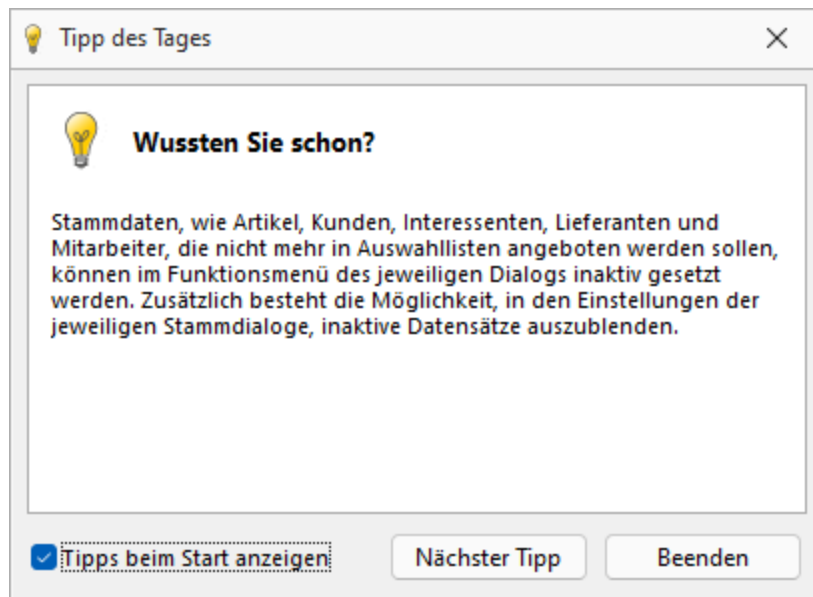 Tipp des Tages
Wussten Sie schon?
Stammdaten, wie Artikel, Kunden, Interessenten, Lieferanten und
Mitarbeiter, die nicht mehr in Auswahllisten angeboten werden sollen,
können im Funktionsmenü des jeweiligen Dialogs inaktiv gesetzt
werden. Zusätzlich besteht die Möglichkeit, in den Einstellungen der
jeweiligen Stammdialoge, inaktive Datensätze auszublenden.
Tipps beim Start anzeigen
Nächster Tipp
Beenden